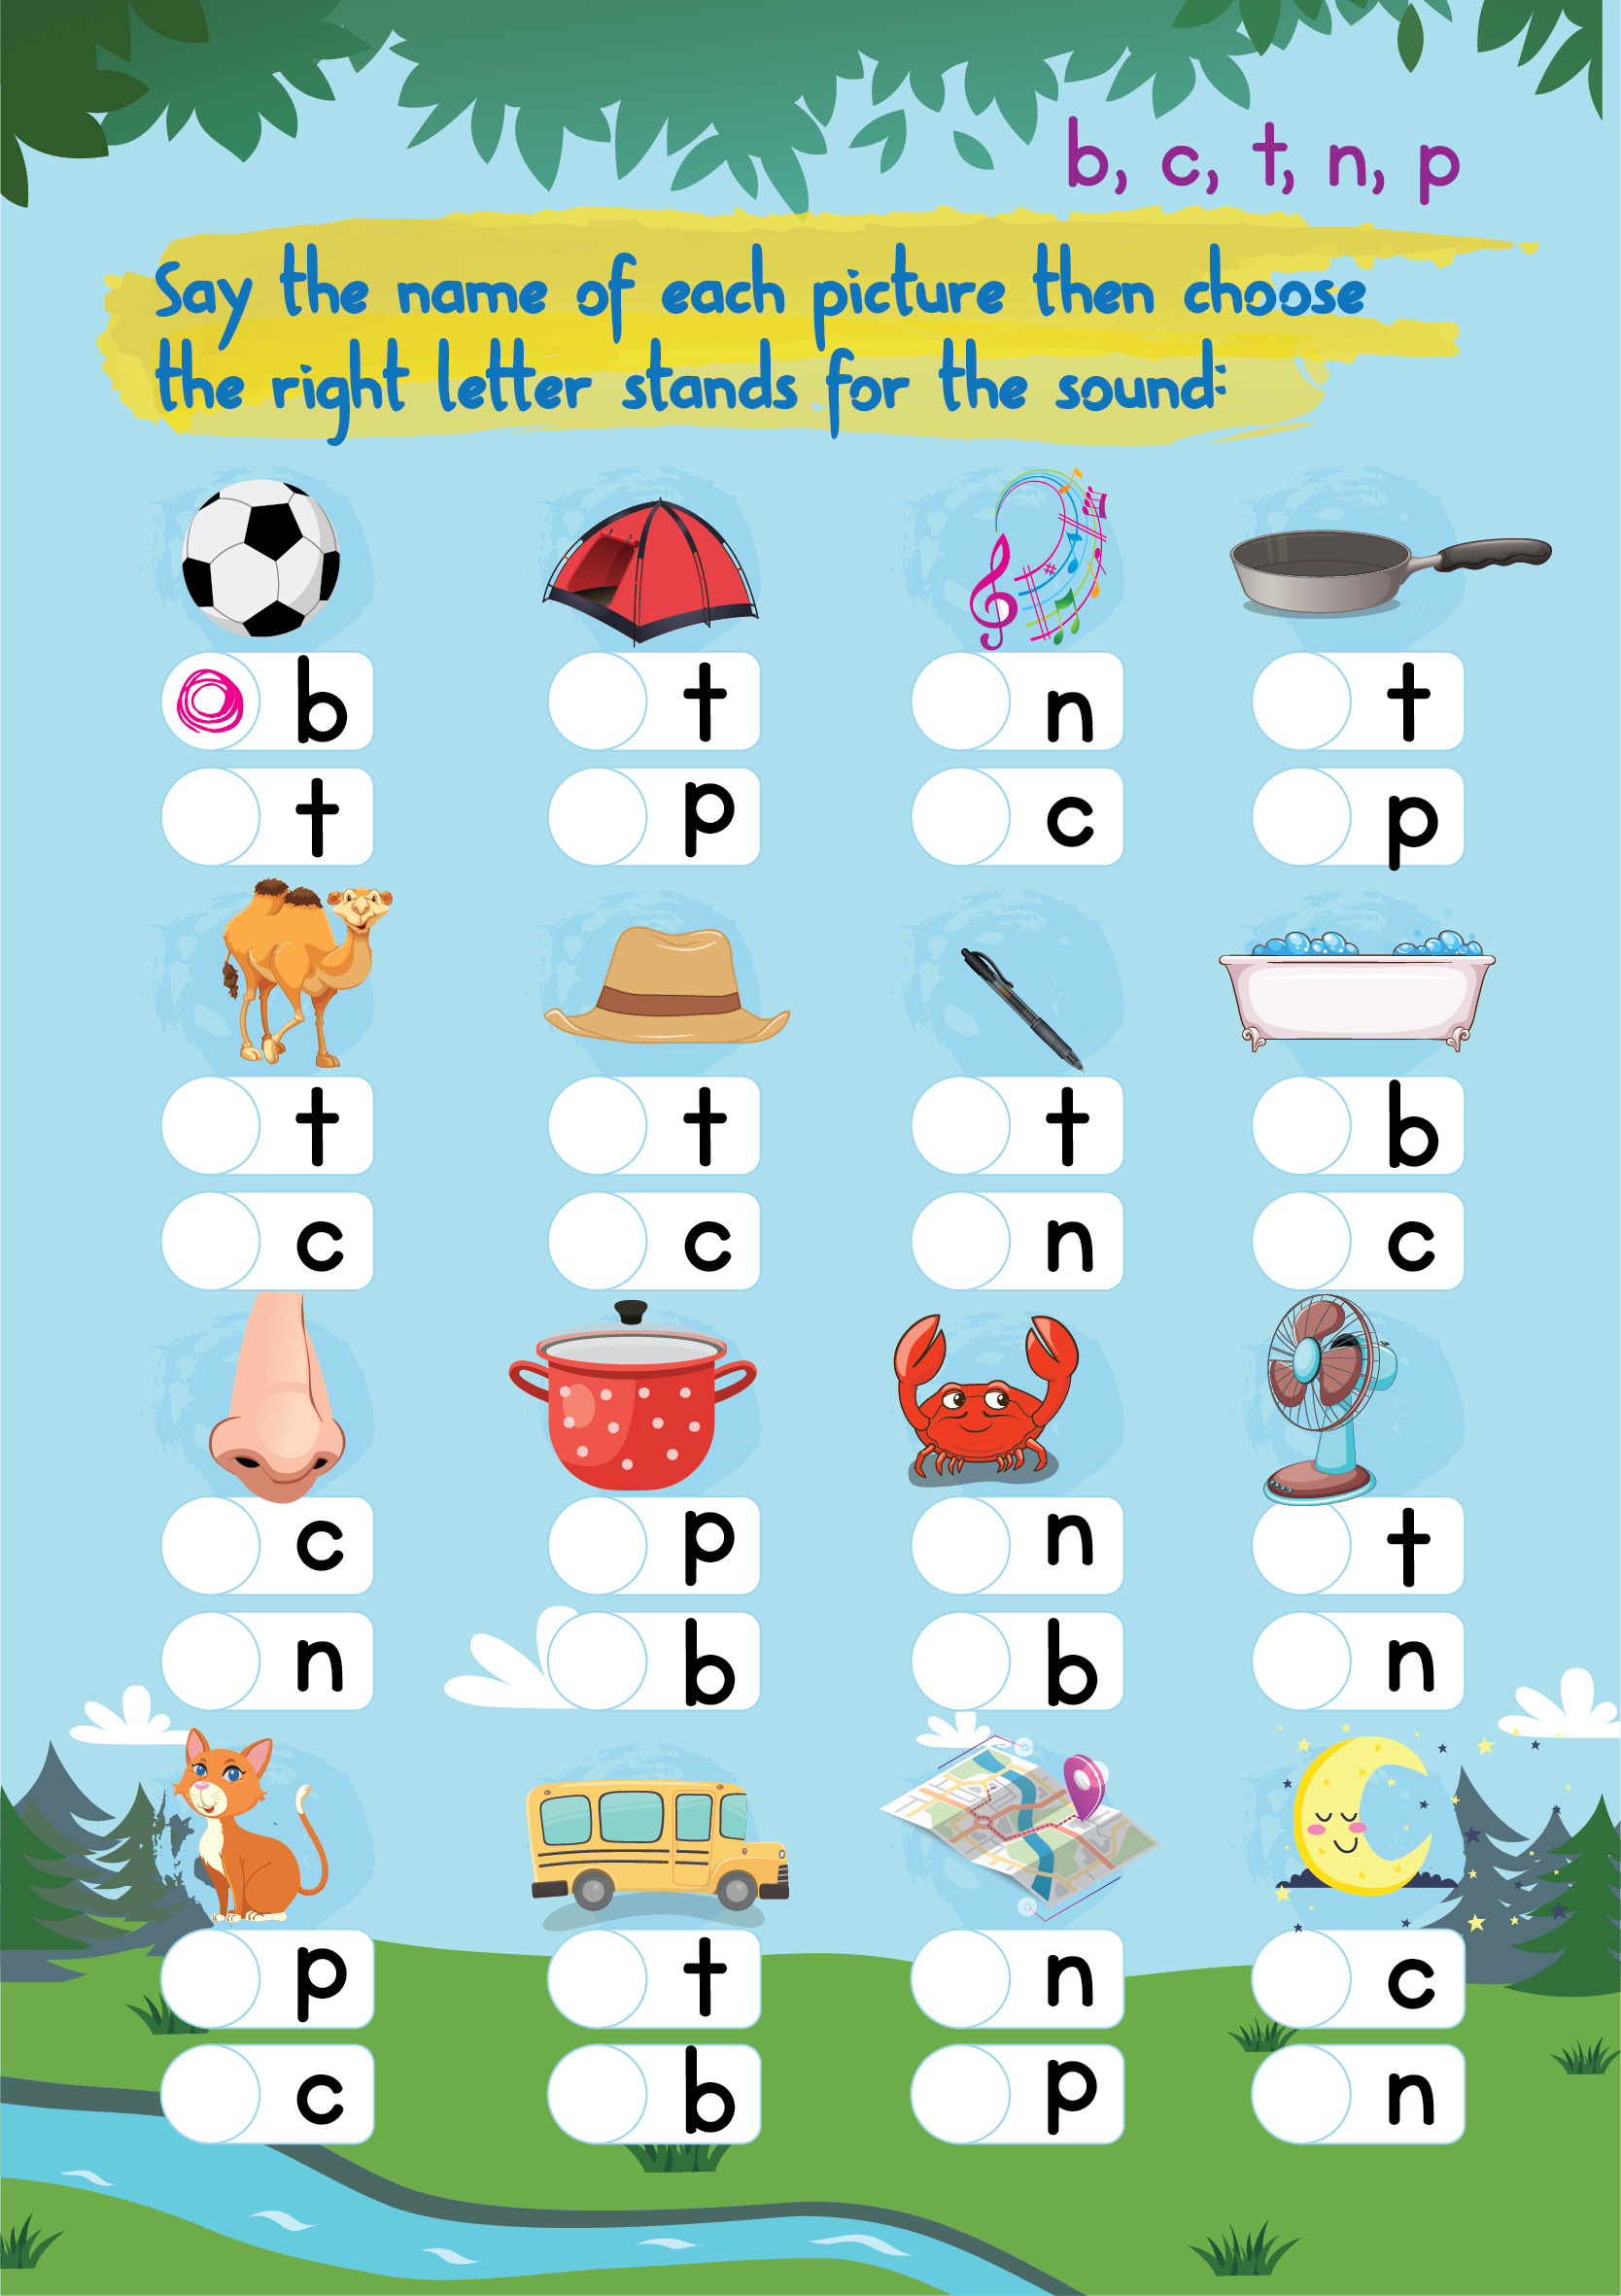 b, c, t, n, p
Say the name of each picture then choose
the right letter stands for the sound:
b t n t
t p c p
t t t b
c c n c
c p n t
n b b n
p t n c
c b p n